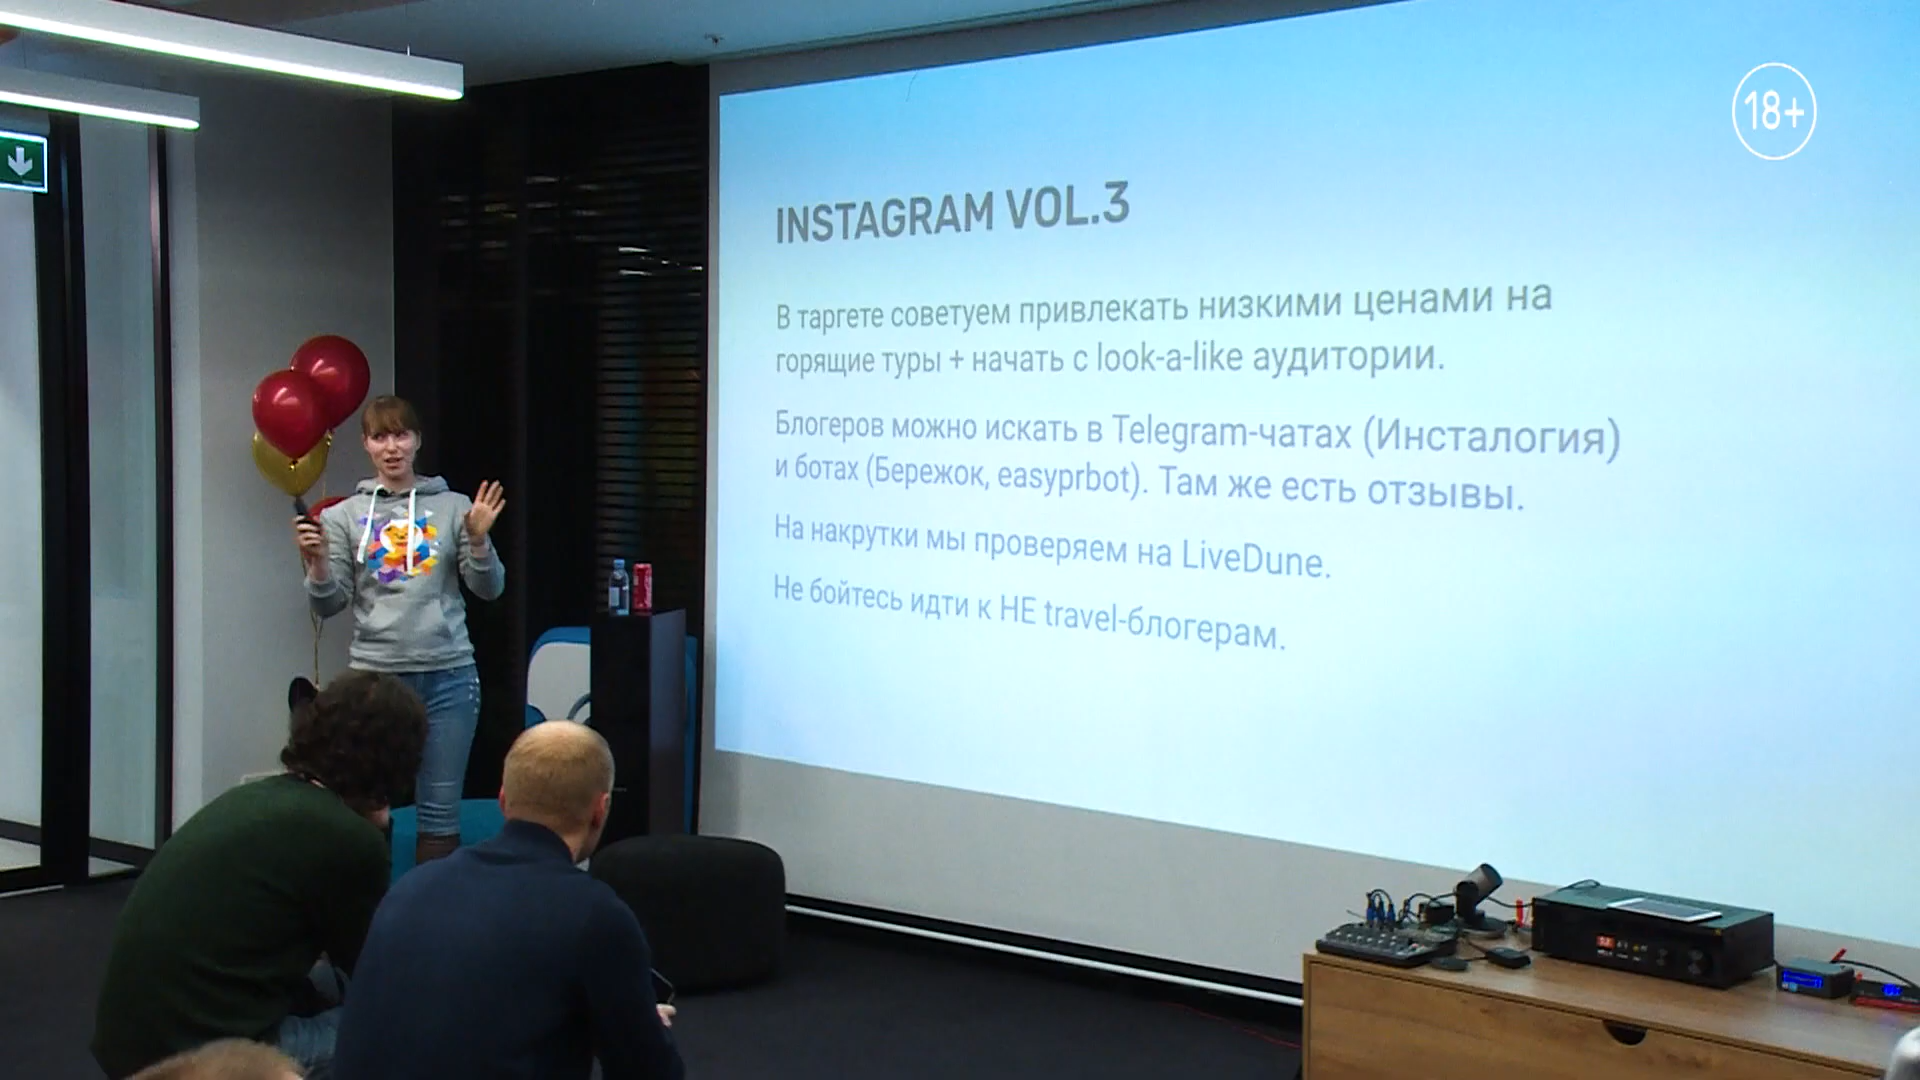 18+
INSTAGRAM VOL.3
В таргете советуем привлекать низкими ценами на
горящие туры + начать с look-a-like аудитории.
Блогеров можно искать в Telegram-чатах (Инсталогия)
и ботах (Бережок, easyprbot). Там же есть отзывы.
На накрутки мы проверяем на LiveDune.
Не бойтесь идти к НЕ travel-блогерам.